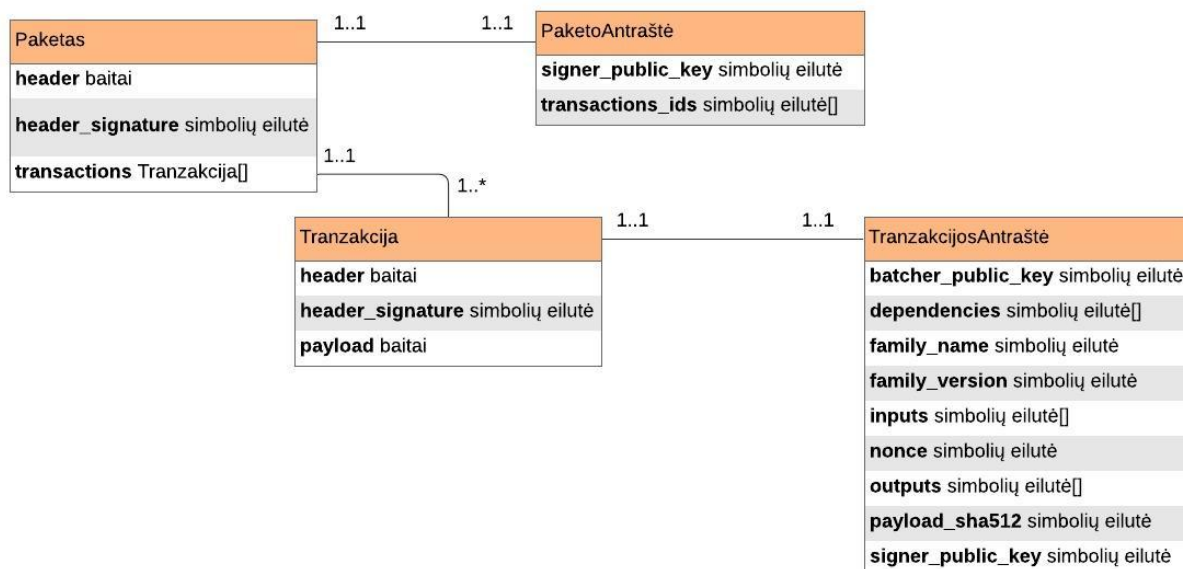 1..1
1..1
Paketas
header baitai
header_signature simbolių eilutė
transactions Tranzakcija[]
PaketoAntraštė
signer_public_key simbolių eilutė
transactions_ids simbolių eilutė[]
1..1
1..*
Tranzakcija
header baitai
header_signature simbolių eilutė
payload baitai
1..1
1..1
TranzakcijosAntraštė
batcher_public_key simbolių eilutė
dependencies simbolių eilutė[]
family_name simbolių eilutė
family_version simbolių eilutė
inputs simbolių eilutė[]
nonce simbolių eilutė
outputs simbolių eilutė[]
payload_sha512 simbolių eilutė
signer_public_key simbolių eilutė